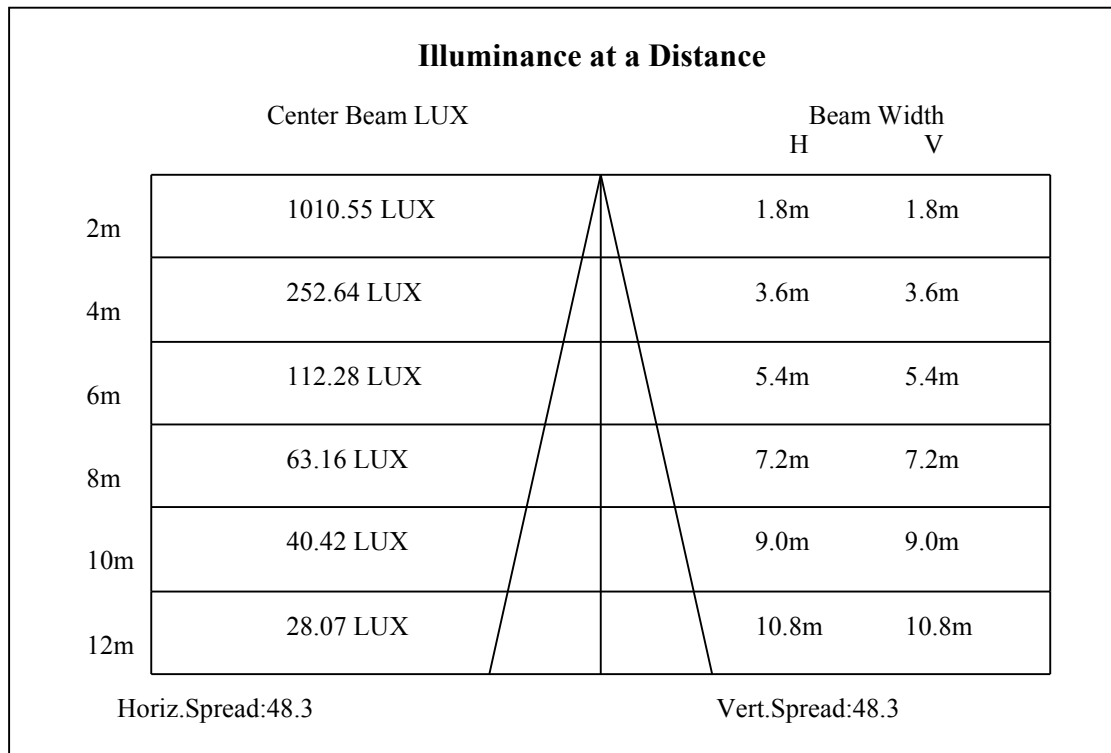 Illuminance at a Distance
Center Beam LUX Beam Width
H V
2m 1010.55 LUX 1.8m 1.8m
4m 252.64 LUX 3.6m 3.6m
6m 112.28 LUX 5.4m 5.4m
8m 63.16 LUX 7.2m 7.2m
10m 40.42 LUX 9.0m 9.0m
12m 28.07 LUX 10.8m 10.8m
Horiz.Spread:48.3 Vert.Spread:48.3